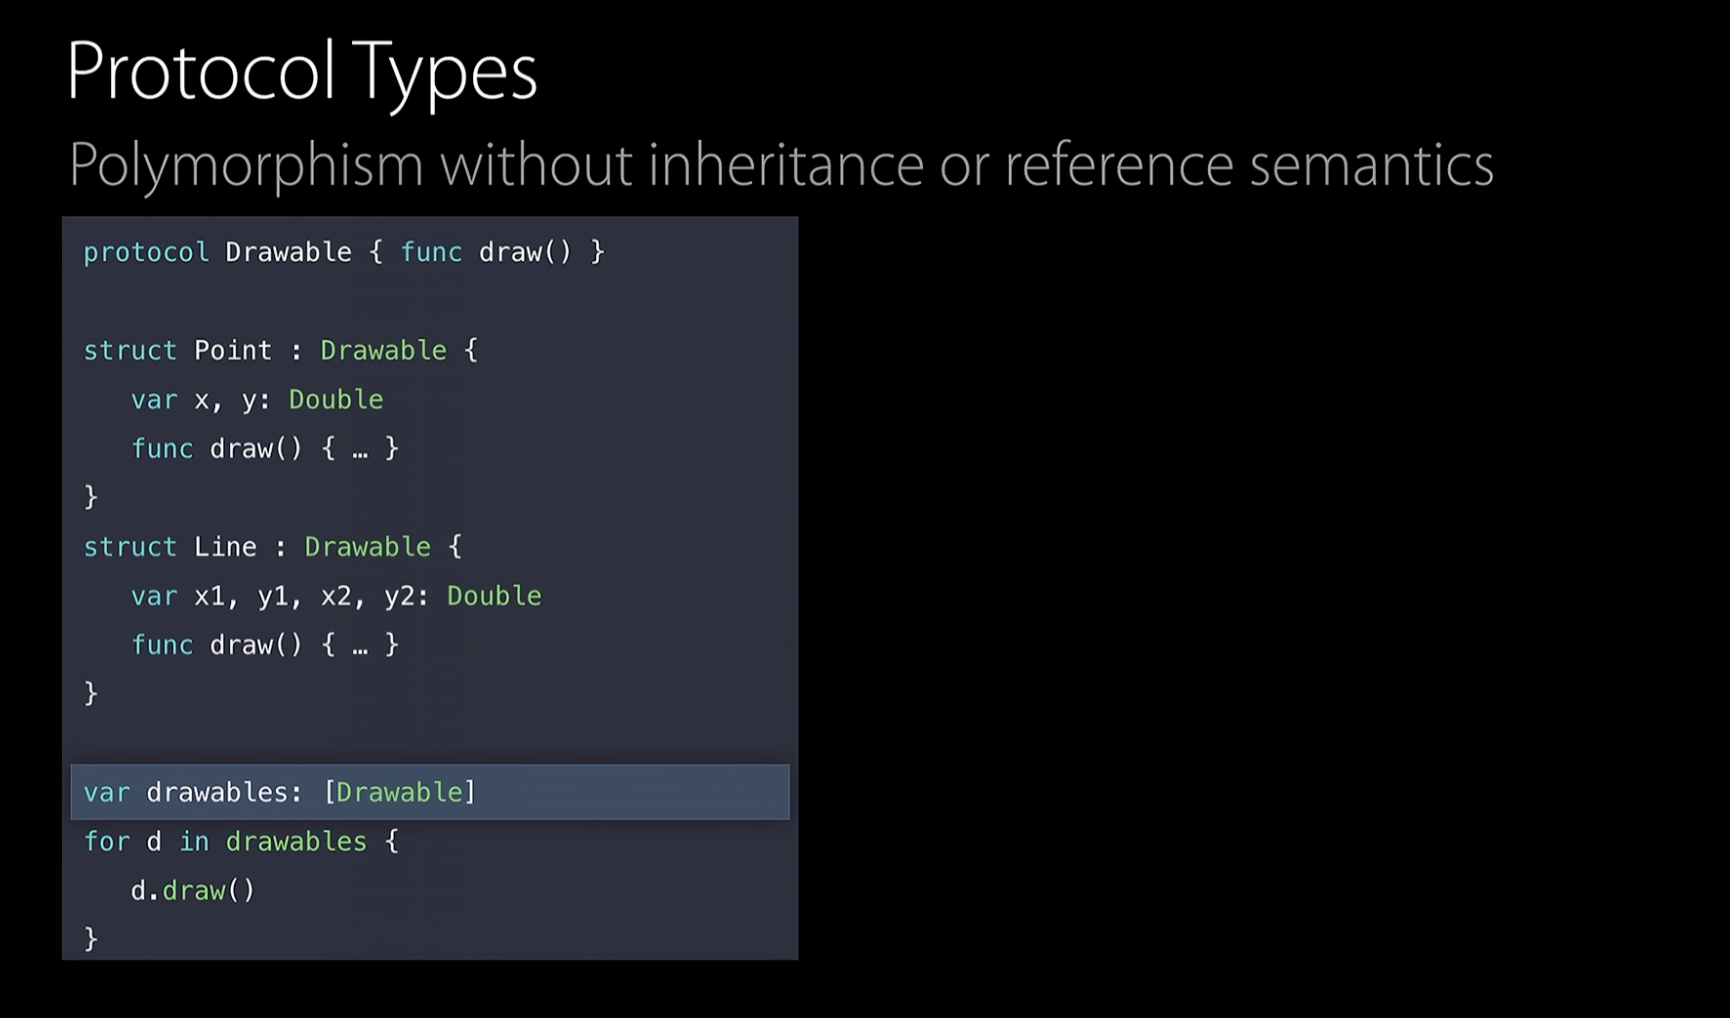 Protocol Types
Polymorphism without inheritance or reference semantics
protocol Drawable { func draw() }
struct Point : Drawable {
var x, y: Double
func draw() { … }
}
struct Line : Drawable {
var x1, y1, x2, y2: Double
func draw() { … }
}
var drawables: [Drawable]
for d in drawables {
d.draw()
}